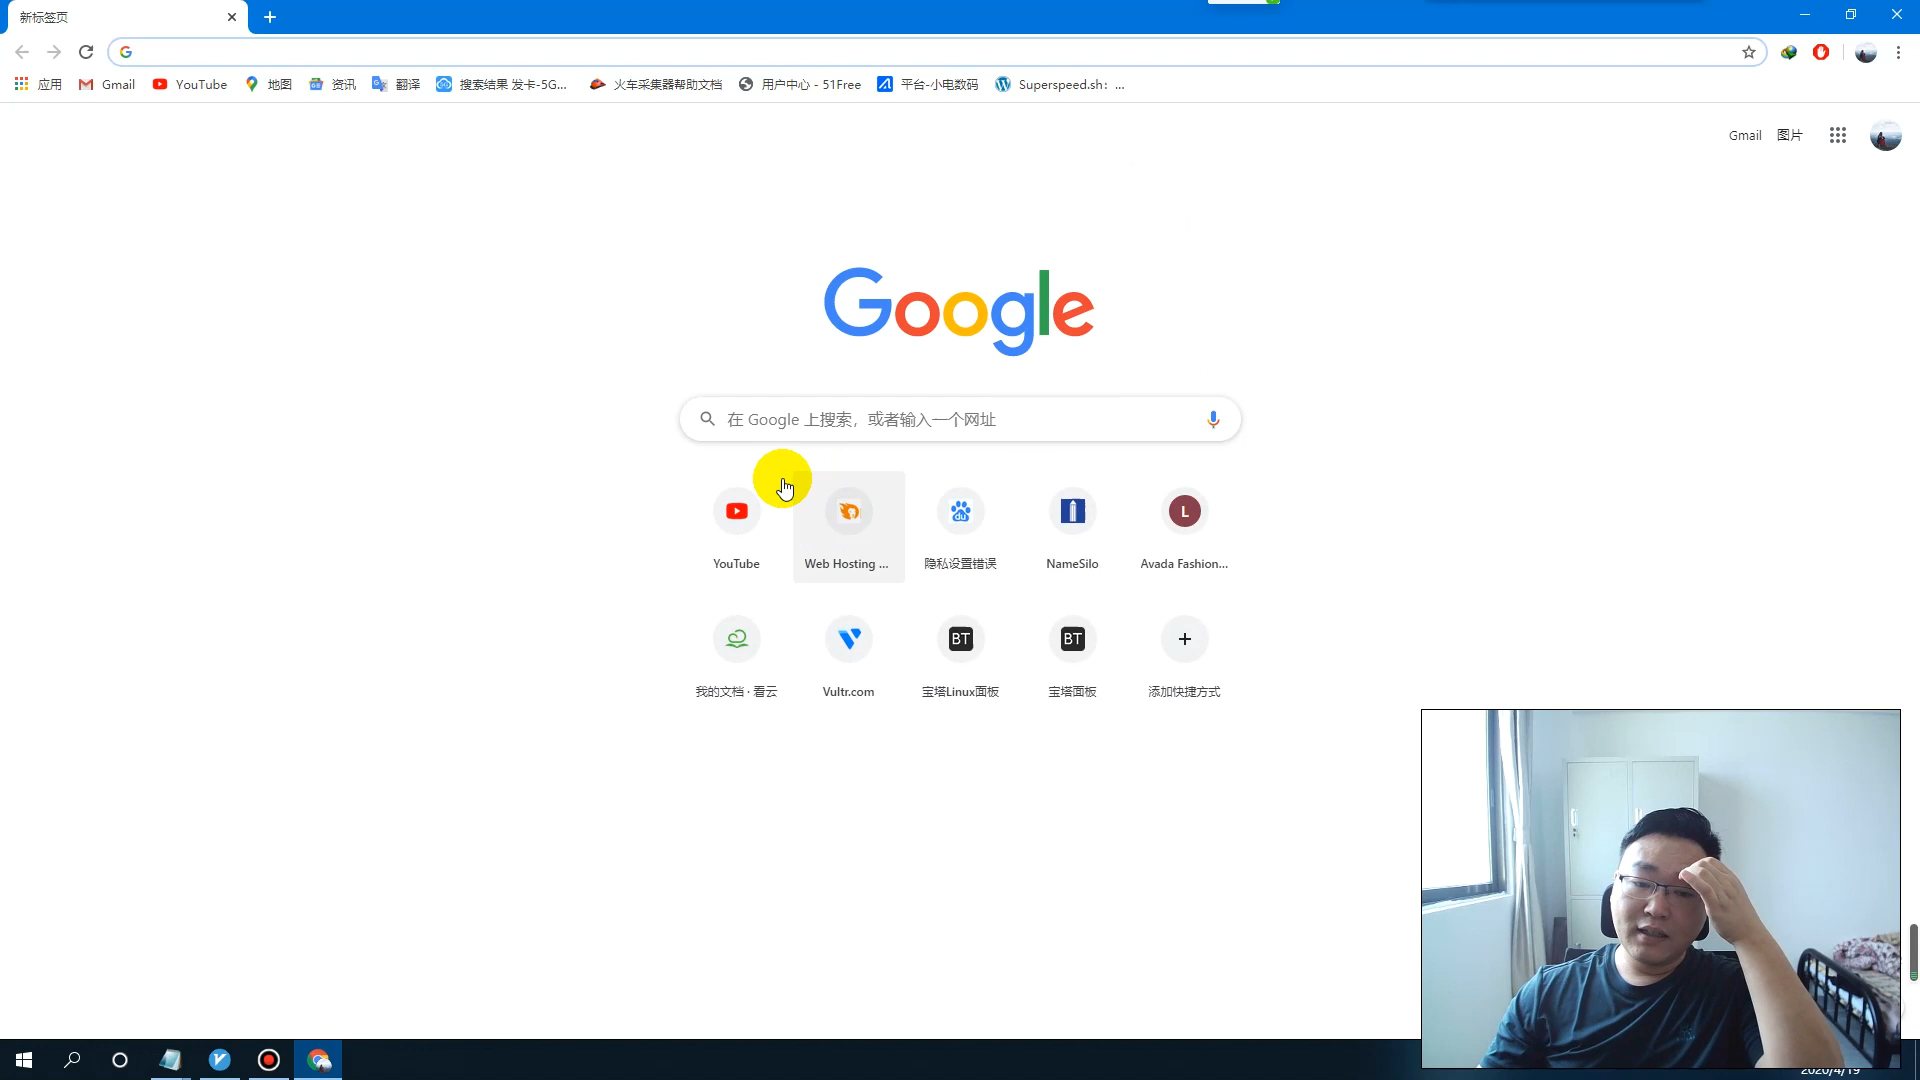 新标签页
应用 Gmail YouTube 地图 资讯 翻译 搜索结果 发卡-5G... 火车采集器帮助文档 用户中心 - 51Free 平台-小电数码 Superspeed.sh: ...
Gmail 图片
Google
在 Google 上搜索，或者输入一个网址
YouTube Web Hosting ... 隐私设置错误 NameSilo L Avada Fashion...
BT BT
我的文档 · 看云 Vultr.com 宝塔Linux面板 宝塔面板 添加快捷方式
2020/4/19